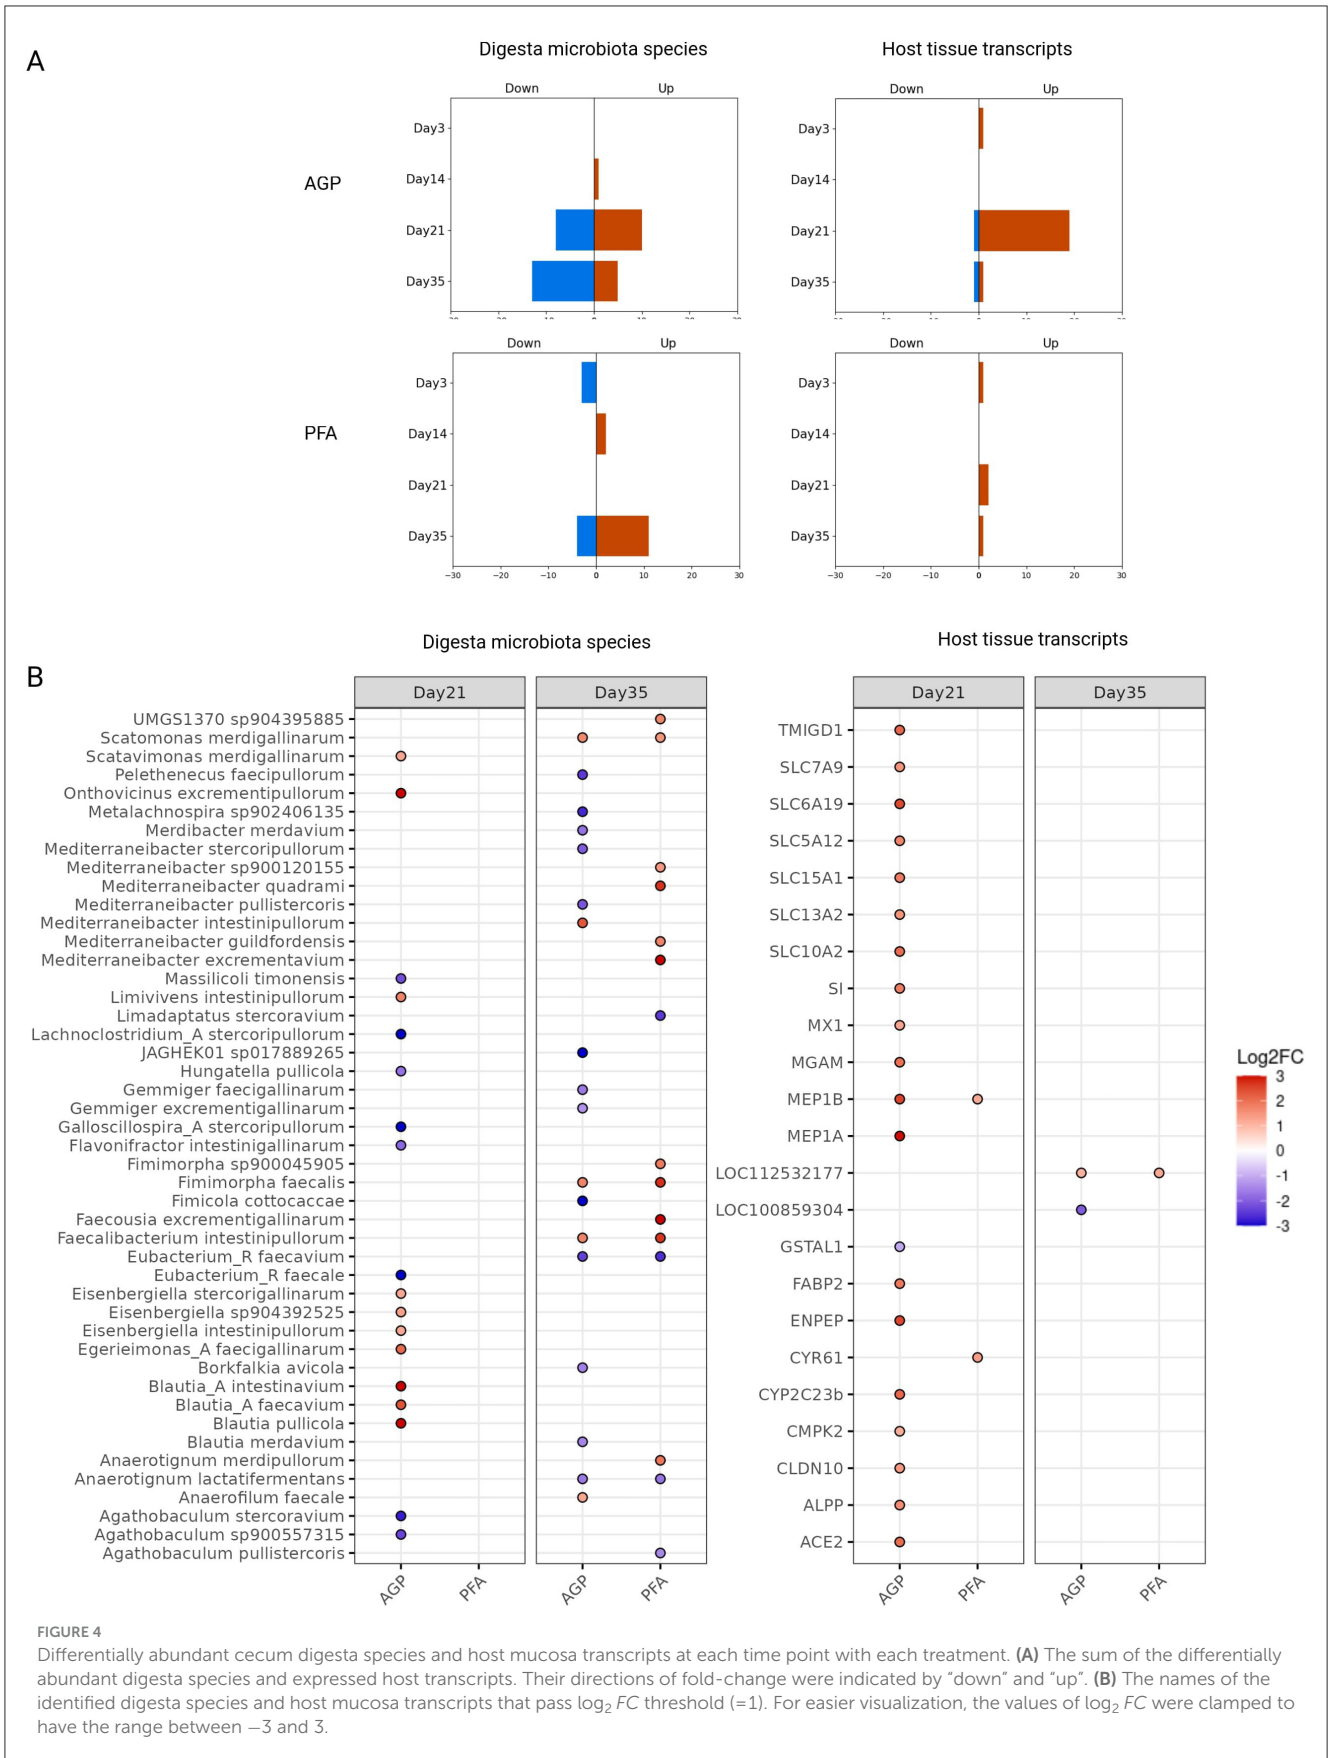 A
Digesta microbiota species
Host tissue transcripts
Down Up
Down Up
AGP
Day3
Day14
Day21
Day35
Day3
Day14
Day21
Day35
Down Up
Down Up
PFA
Day3
Day14
Day21
Day35
−30 −20 −10 0 10 20 30
Day3
Day14
Day21
Day35
−30 −20 −10 0 10 20 30
B
Digesta microbiota species
Host tissue transcripts
Day21 Day35
UMGS1370 sp904395885
Scatomonas merdigallinarum
Scatavimonas merdigallinarum
Pelethenecus faecipullorum
Onthovicinus excrementipullorum
Metalachnospira sp902406135
Merdibacter merdavium
Mediterraneibacter stercoripullorum
Mediterraneibacter sp900120155
Mediterraneibacter quadrami
Mediterraneibacter pullistercoris
Mediterraneibacter intestinipullorum
Mediterraneibacter guildfordensis
Mediterraneibacter excrementavium
Massilicoli timonensis
Limivivens intestinipullorum
Limadaptatus stercoravium
Lachnoclostridium_A stercoripullorum
JAGHEK01 sp017889265
Hungatella pullicola
Gemmiger faecigallinarum
Gemmiger excrementigallinarum
Galloscillospira_A stercoripullorum
Flavonifractor intestinigallinarum
Fimimorpha sp900045905
Fimimorpha faecalis
Fimicola cottocaccae
Faecousia excrementigallinarum
Faecalibacterium intestinipullorum
Eubacterium_R faecavium
Eubacterium_R faecale
Eisenbergiella stercorigallinarum
Eisenbergiella sp904392525
Eisenbergiella intestinipullorum
Egerieimonas_A faecigallinarum
Borkfalkia avicola
Blautia_A intestinavium
Blautia_A faecavium
Blautia pullicola
Blautia merdavium
Anaerotignum merdipullorum
Anaerotignum lactatifermentans
Anaerofilum faecale
Agathobaculum stercoravium
Agathobaculum sp900557315
Agathobaculum pullistercoris
AGP PFA AGP PFA
Day21 Day35
TMIGD1
SLC7A9
SLC6A19
SLC5A12
SLC15A1
SLC13A2
SLC10A2
SI
MX1
MGAM
MEP1B
MEP1A
LOC112532177
LOC100859304
GSTAL1
FABP2
ENPEP
CYR61
CYP2C23b
CMPK2
CLDN10
ALPP
ACE2
AGP PFA AGP PFA
Log2FC
3
2
1
0
-1
-2
-3
FIGURE 4
Differentially abundant cecum digesta species and host mucosa transcripts at each time point with each treatment. (A) The sum of the differentially
abundant digesta species and expressed host transcripts. Their directions of fold-change were indicated by “down” and “up”. (B) The names of the
identified digesta species and host mucosa transcripts that pass log2 FC threshold (=1). For easier visualization, the values of log2 FC were clamped to
have the range between −3 and 3.